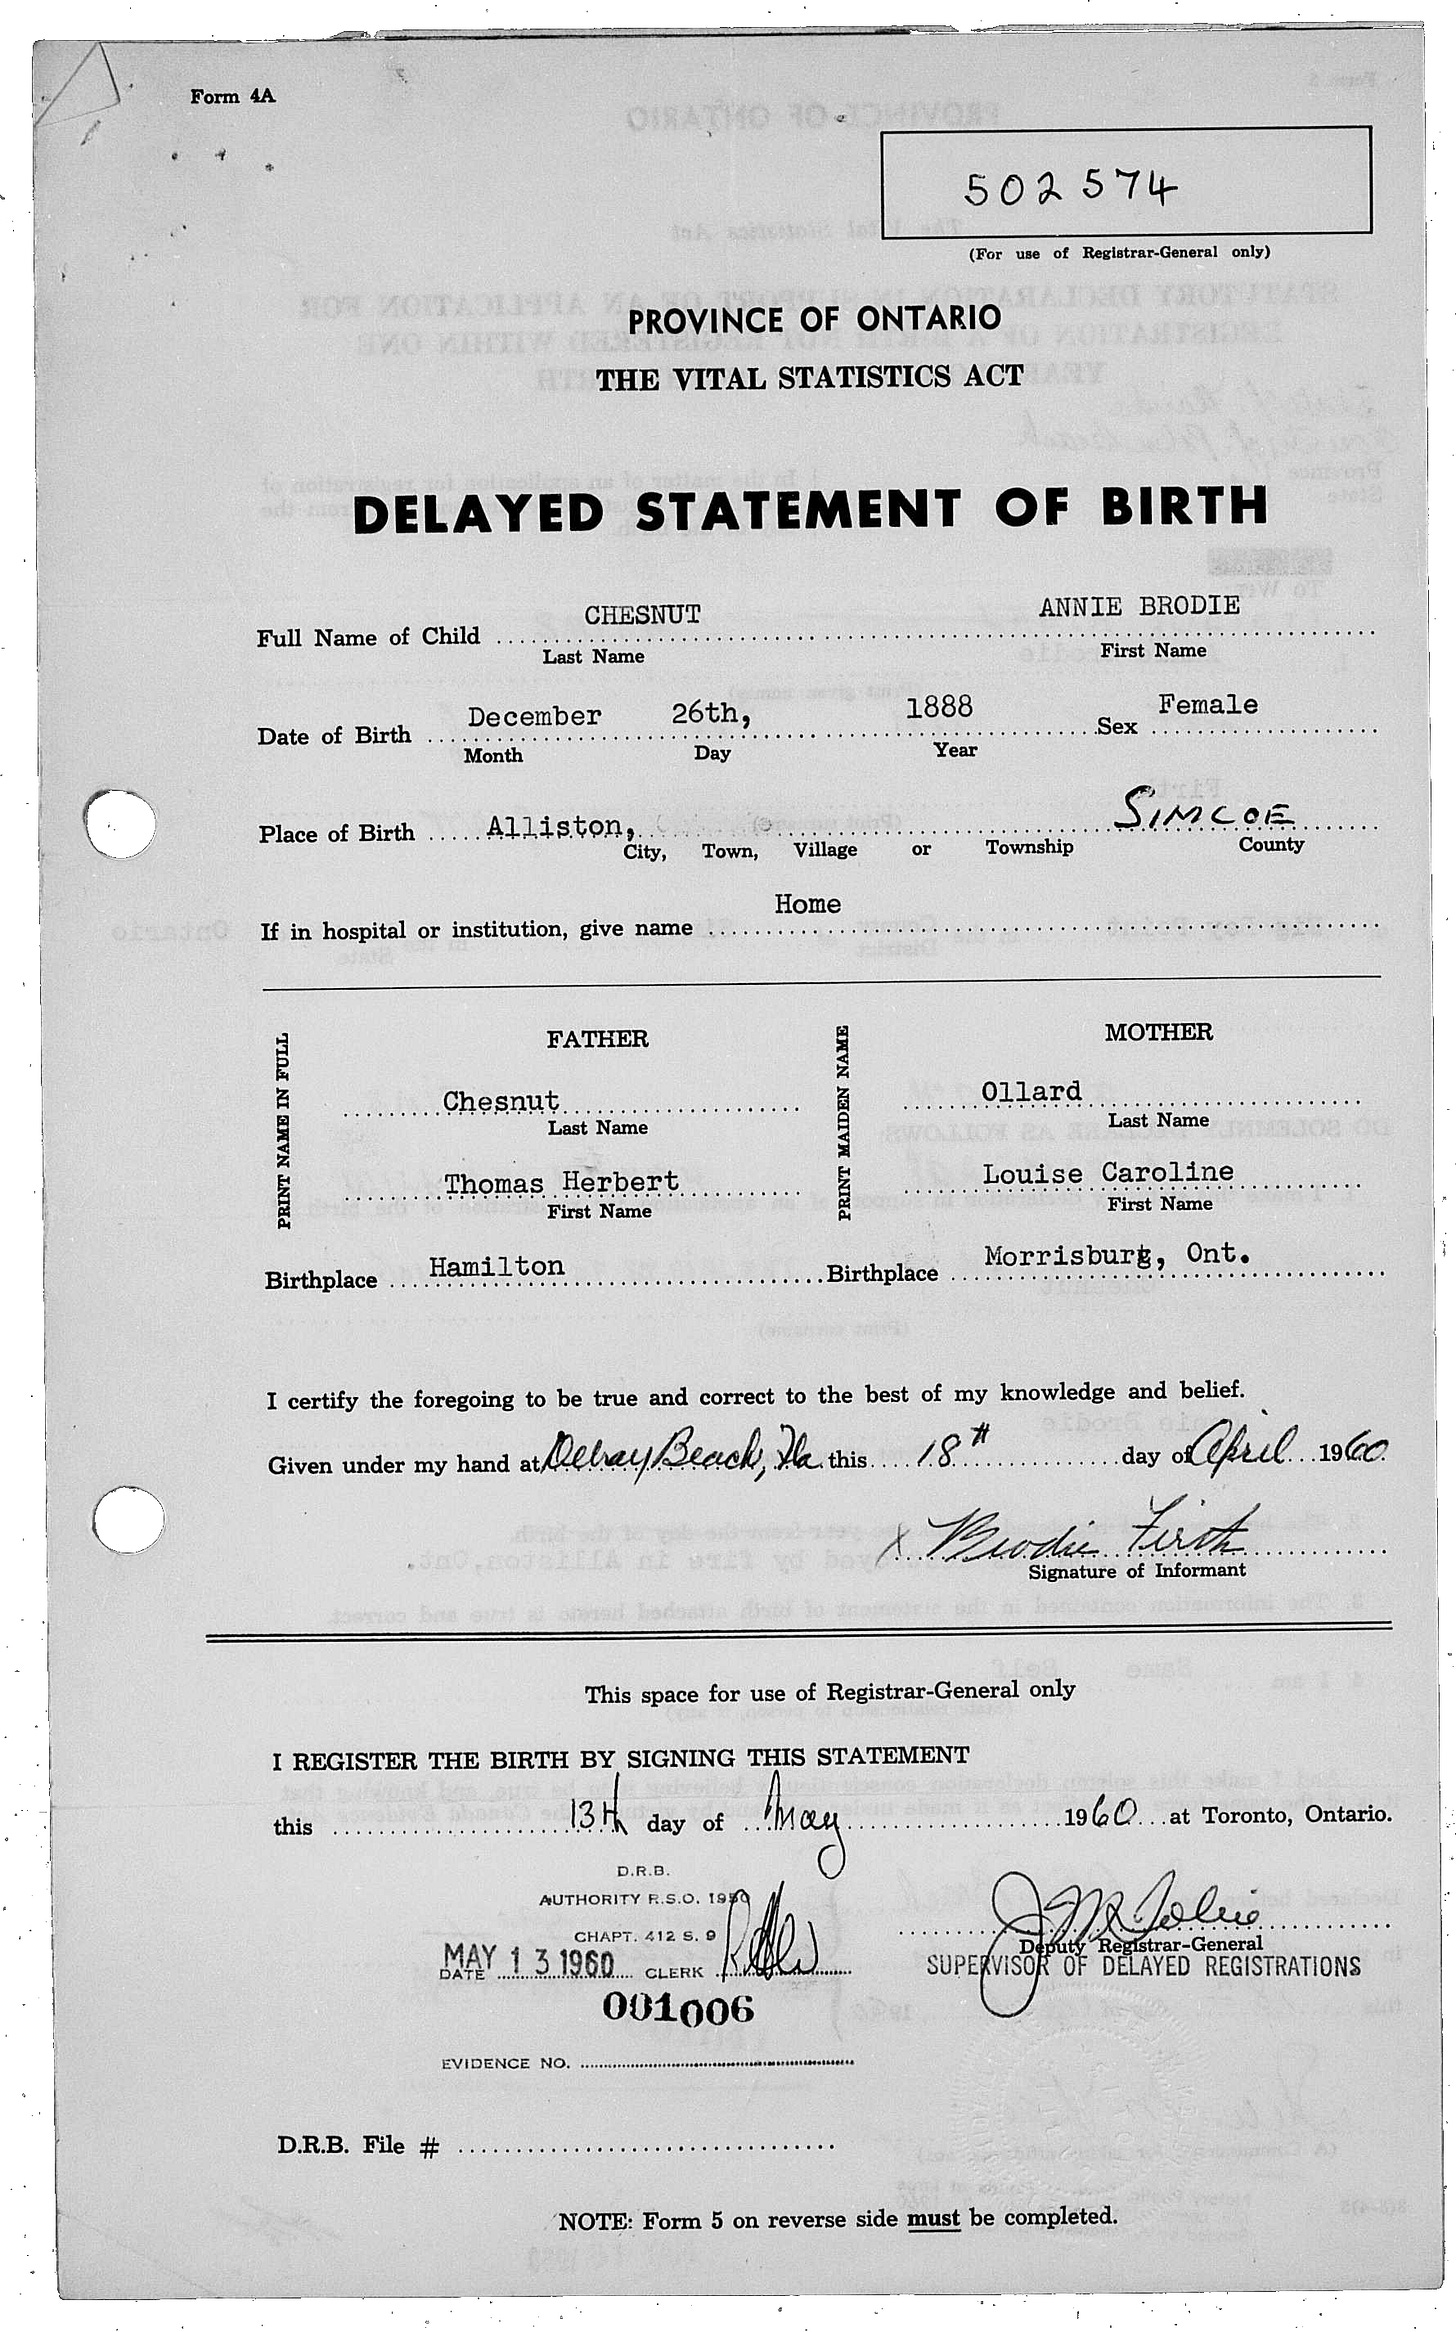 Form 4A
502574
(For use of Registrar-General only)
PROVINCE OF ONTARIO
THE VITAL STATISTICS ACT
DELAYED STATEMENT OF BIRTH
CHESNUT ANNIE BRODIE
Full Name of Child
Last Name First Name
December 26th, 1888 Female
Date of Birth Sex
Month Day Year
Place of Birth Alliston, SIMCOE
City, Town, Village or Township County
Home
If in hospital or institution, give name
FATHER MOTHER
PRINT NAME IN FULL
PRINT MAIDEN NAME
Chesnut Ollard
Last Name Last Name
Thomas Herbert Louise Caroline
First Name First Name
Birthplace Hamilton Birthplace Morrisburg, Ont.
I certify the foregoing to be true and correct to the best of my knowledge and belief.
Given under my hand at Delray Beach, Fla. this 18th day of April 1960
X Brodie Firth
Signature of Informant
This space for use of Registrar-General only
I REGISTER THE BIRTH BY SIGNING THIS STATEMENT
this 13th day of May 1960 at Toronto, Ontario.
D.R.B.
AUTHORITY R.S.O. 1950
CHAPT. 412 S. 9
Deputy Registrar-General
DATE MAY 13 1960 CLERK
SUPERVISOR OF DELAYED REGISTRATIONS
001006
EVIDENCE NO.
D.R.B. File #
NOTE: Form 5 on reverse side must be completed.